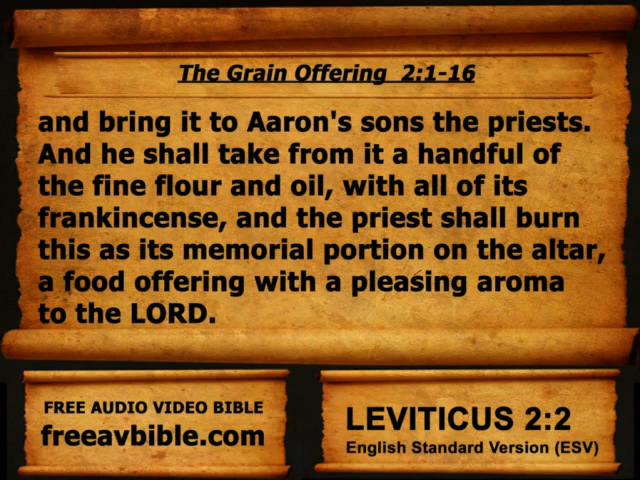 The Grain Offering  2:1-16
and bring it to Aaron's sons the priests.
And he shall take from it a handful of
the fine flour and oil, with all of its
frankincense, and the priest shall burn
this as its memorial portion on the altar,
a food offering with a pleasing aroma
to the LORD.
FREE AUDIO VIDEO BIBLE
freeavbible.com
LEVITICUS 2:2
English Standard Version (ESV)